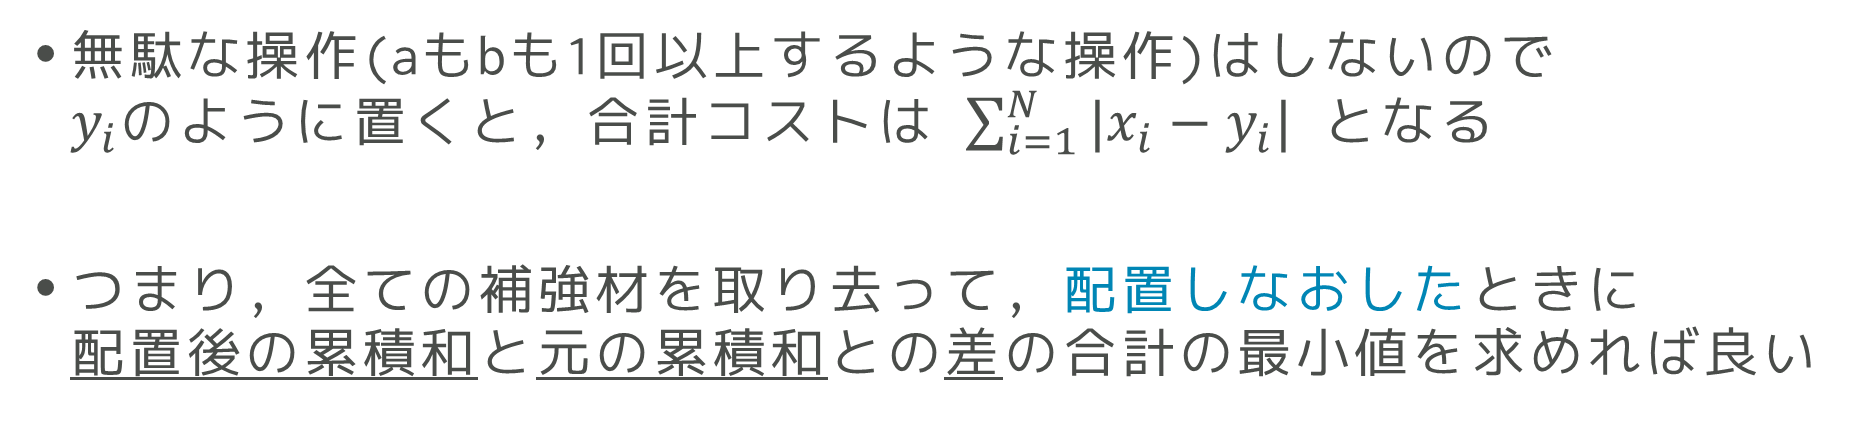 • 無駄な操作(aもbも1回以上するような操作)はしないので
$y_i$のように置くと，合計コストは $\sum_{i=1}^{N} |x_i - y_i|$ となる
• つまり，全ての補強材を取り去って，配置しなおしたときに
配置後の累積和と元の累積和との差の合計の最小値を求めれば良い